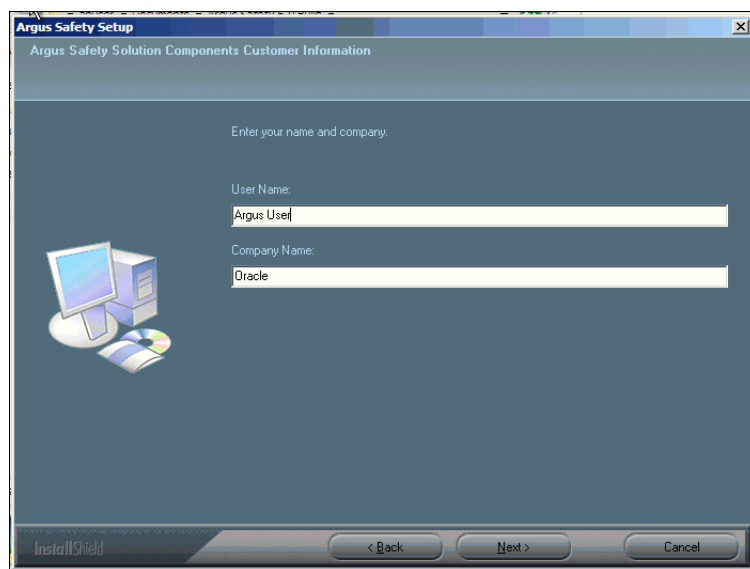 Argus Safety Setup
Argus Safety Solution Components Customer Information
Enter your name and company.
User Name:
Argus User
Company Name:
Oracle
InstallShield
< Back
Next >
Cancel